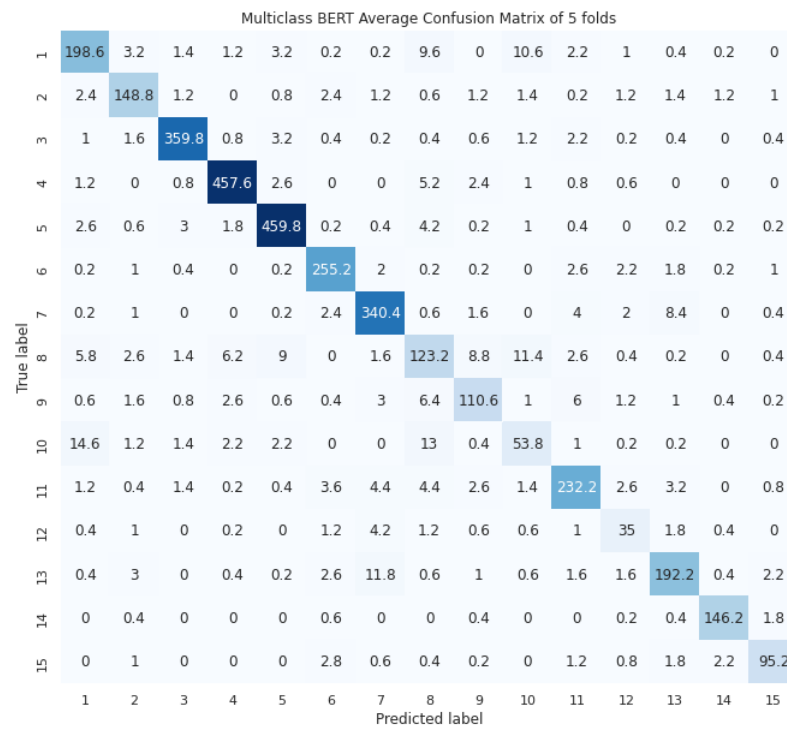 Multiclass BERT Average Confusion Matrix of 5 folds
1 198.6 3.2 1.4 1.2 3.2 0.2 0.2 9.6 0 10.6 2.2 1 0.4 0.2 0
2 2.4 148.8 1.2 0 0.8 2.4 1.2 0.6 1.2 1.4 0.2 1.2 1.4 1.2 1
3 1 1.6 359.8 0.8 3.2 0.4 0.2 0.4 0.6 1.2 2.2 0.2 0.4 0 0.4
4 1.2 0 0.8 457.6 2.6 0 0 5.2 2.4 1 0.8 0.6 0 0 0
5 2.6 0.6 3 1.8 459.8 0.2 0.4 4.2 0.2 1 0.4 0 0.2 0.2 0.2
6 0.2 1 0.4 0 0.2 255.2 2 0.2 0.2 0 2.6 2.2 1.8 0.2 1
7 0.2 1 0 0 0.2 2.4 340.4 0.6 1.6 0 4 2 8.4 0 0.4
True label
8 5.8 2.6 1.4 6.2 9 0 1.6 123.2 8.8 11.4 2.6 0.4 0.2 0 0.4
9 0.6 1.6 0.8 2.6 0.6 0.4 3 6.4 110.6 1 6 1.2 1 0.4 0.2
10 14.6 1.2 1.4 2.2 2.2 0 0 13 0.4 53.8 1 0.2 0.2 0 0
11 1.2 0.4 1.4 0.2 0.4 3.6 4.4 4.4 2.6 1.4 232.2 2.6 3.2 0 0.8
12 0.4 1 0 0.2 0 1.2 4.2 1.2 0.6 0.6 1 35 1.8 0.4 0
13 0.4 3 0 0.4 0.2 2.6 11.8 0.6 1 0.6 1.6 1.6 192.2 0.4 2.2
14 0 0.4 0 0 0 0.6 0 0 0.4 0 0 0.2 0.4 146.2 1.8
15 0 1 0 0 0 2.8 0.6 0.4 0.2 0 1.2 0.8 1.8 2.2 95.2
1 2 3 4 5 6 7 8 9 10 11 12 13 14 15
Predicted label